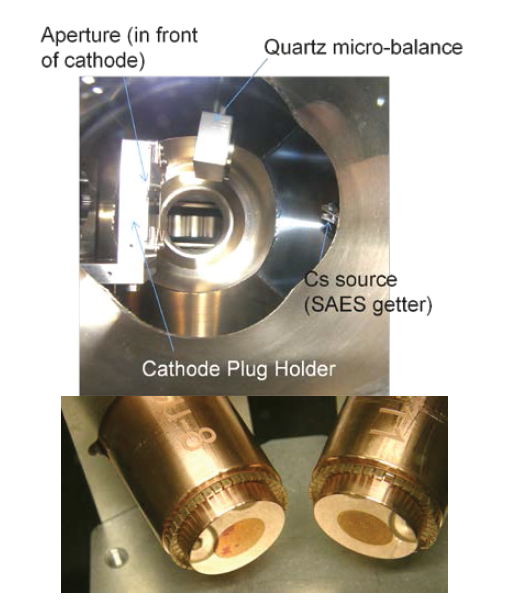 Aperture (in front
of cathode)
Quartz micro-balance
Cs source
(SAES getter)
Cathode Plug Holder